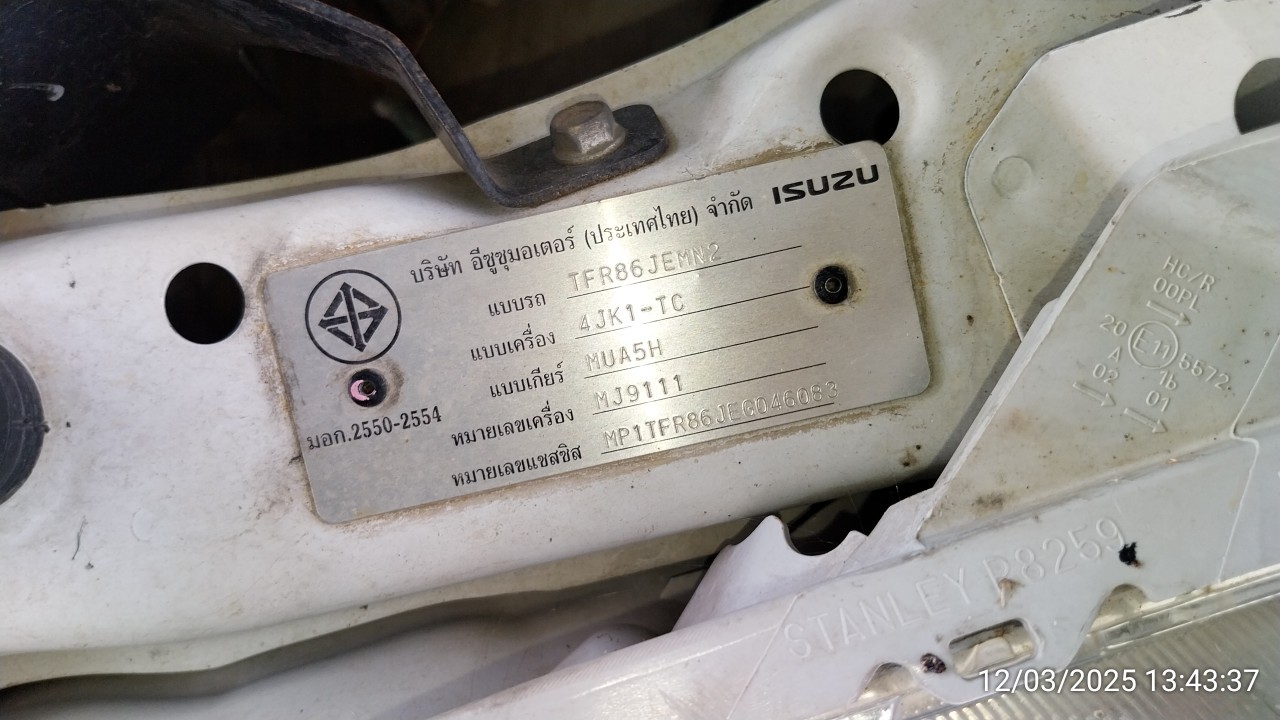 บริษัท อีซูซุมอเตอร์ (ประเทศไทย) จำกัด ISUZU
แบบรถ TFR86JEMN2
แบบเครื่อง 4JK1-TC
แบบเกียร์ MUA5H
หมายเลขเครื่อง MJ9111
หมายเลขแชสซิส MP1TFR86JEG046083
มอก.2550-2554
HC/R
00PL
20 E11 5572.
A 1b
02 01
STANLEY P8259
12/03/2025 13:43:37